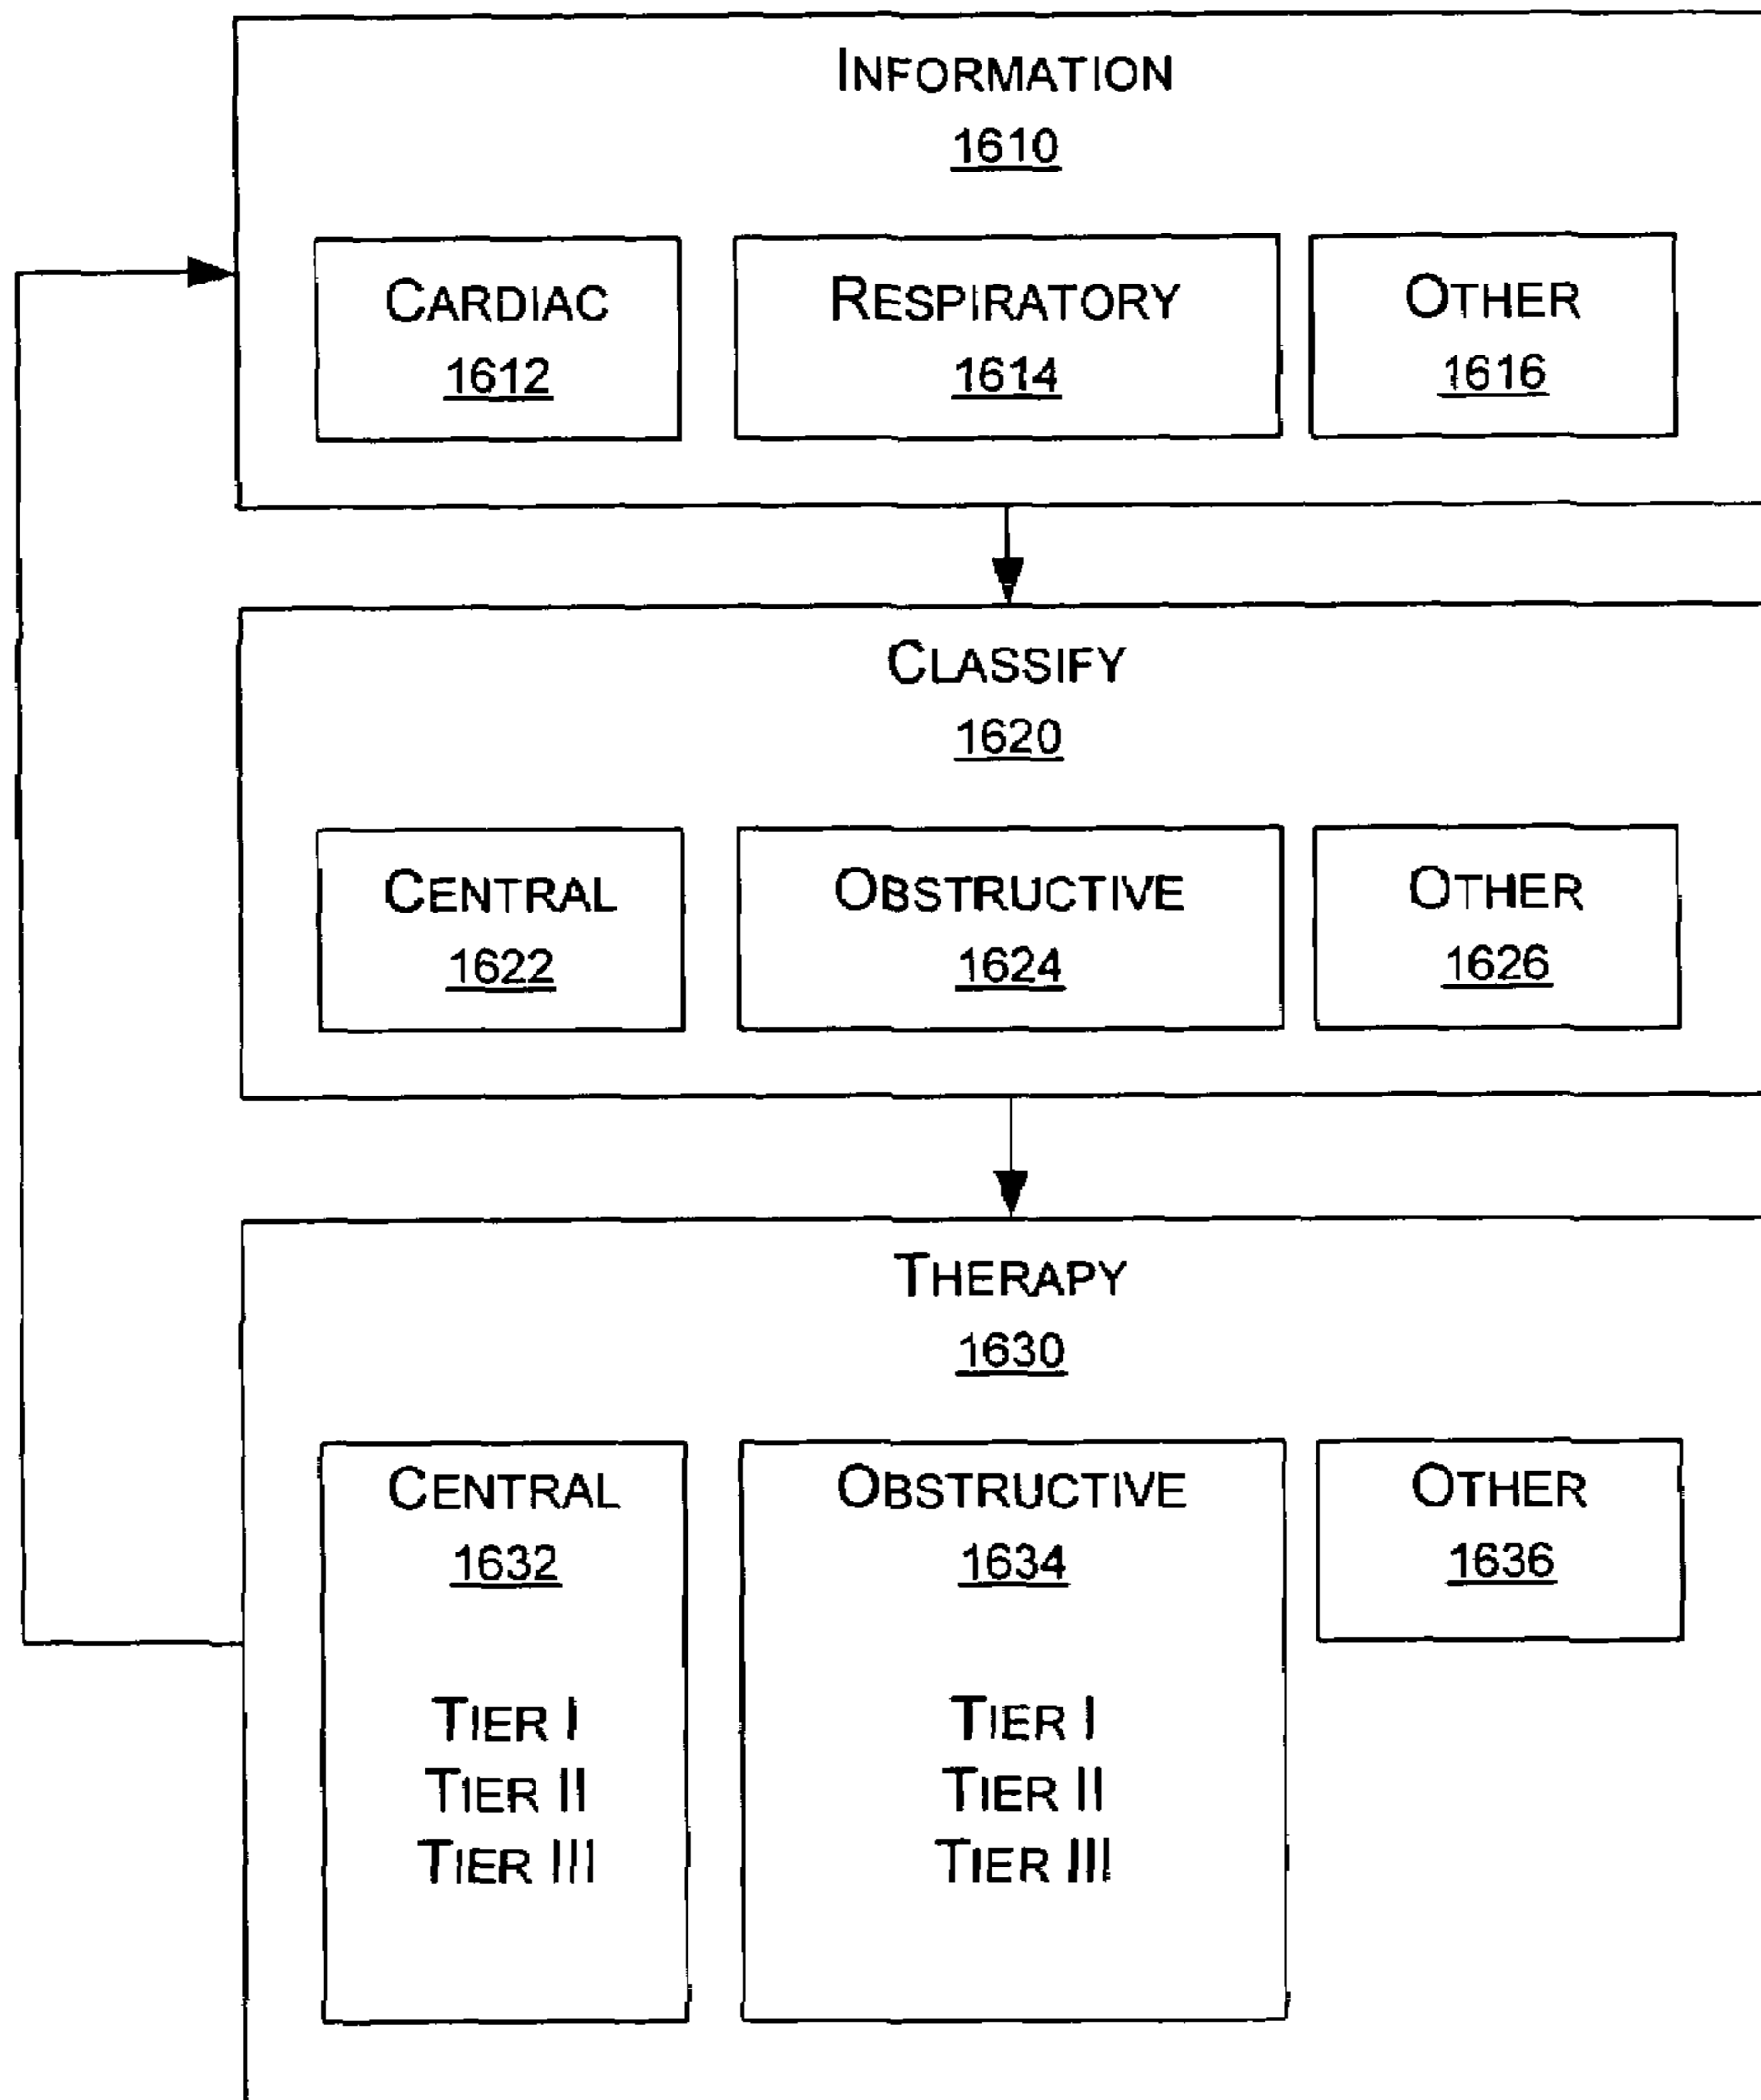 INFORMATION
1610
CARDIAC
1612
RESPIRATORY
1614
OTHER
1616
CLASSIFY
1620
CENTRAL
1622
OBSTRUCTIVE
1624
OTHER
1626
THERAPY
1630
CENTRAL
1632
TIER I
TIER II
TIER III
OBSTRUCTIVE
1634
TIER I
TIER II
TIER III
OTHER
1636